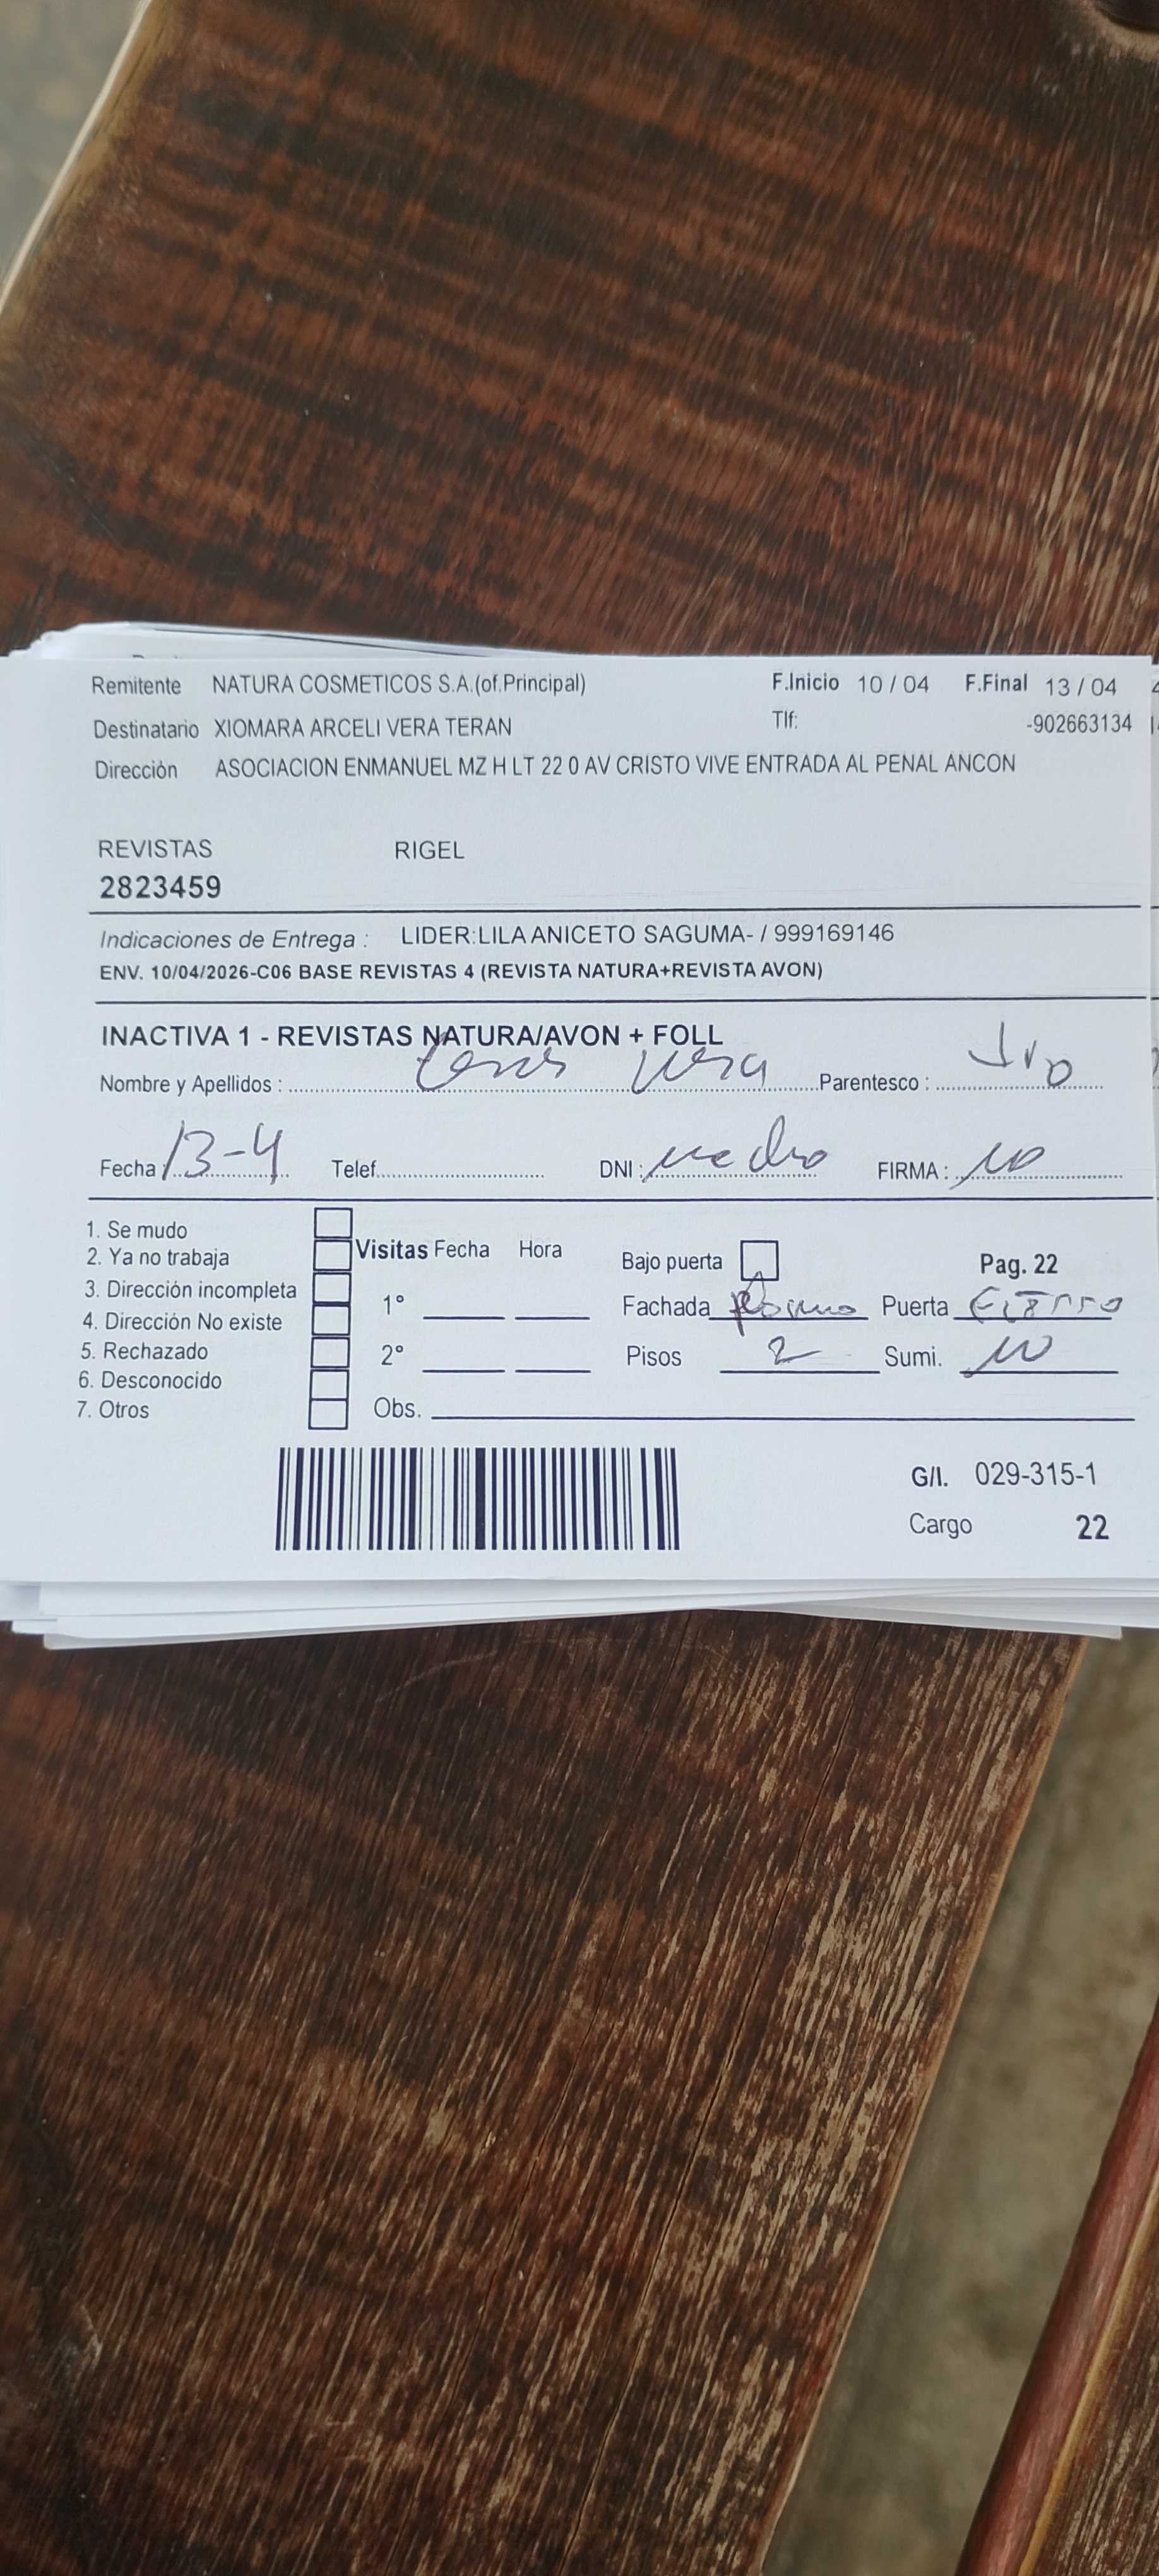 Remitente NATURA COSMETICOS S.A.(of.Principal) F.Inicio 10 / 04 F.Final 13 / 04
Destinatario XIOMARA ARCELI VERA TERAN Tlf: -902663134
Dirección ASOCIACION ENMANUEL MZ H LT 22 0 AV CRISTO VIVE ENTRADA AL PENAL ANCON
REVISTAS RIGEL
2823459
Indicaciones de Entrega : LIDER:LILA ANICETO SAGUMA- / 999169146
ENV. 10/04/2026-C06 BASE REVISTAS 4 (REVISTA NATURA+REVISTA AVON)
INACTIVA 1 - REVISTAS NATURA/AVON + FOLL
Nombre y Apellidos : Vera Parentesco :
Fecha : 13-4 Telef. DNI : FIRMA : NO
1. Se mudo
2. Ya no trabaja Visitas Fecha Hora Bajo puerta Pag. 22
3. Dirección incompleta 1° Fachada Puerta Fierro
4. Dirección No existe
5. Rechazado 2° Pisos 2 Sumi. NO
6. Desconocido
7. Otros Obs.
G/I. 029-315-1
Cargo 22